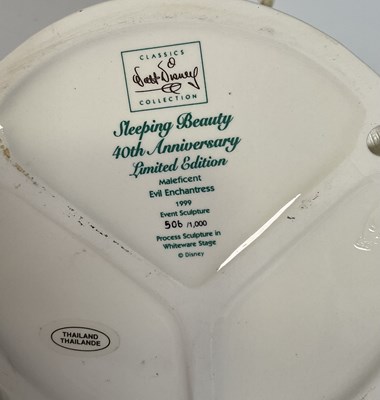 CLASSICS
Walt Disney
COLLECTION
Sleeping Beauty
40th Anniversary
Limited Edition
Maleficent
Evil Enchantress
1999
Event Sculpture
506/1,000
Process Sculpture in
Whiteware Stage
© Disney
THAILAND
THAILANDE